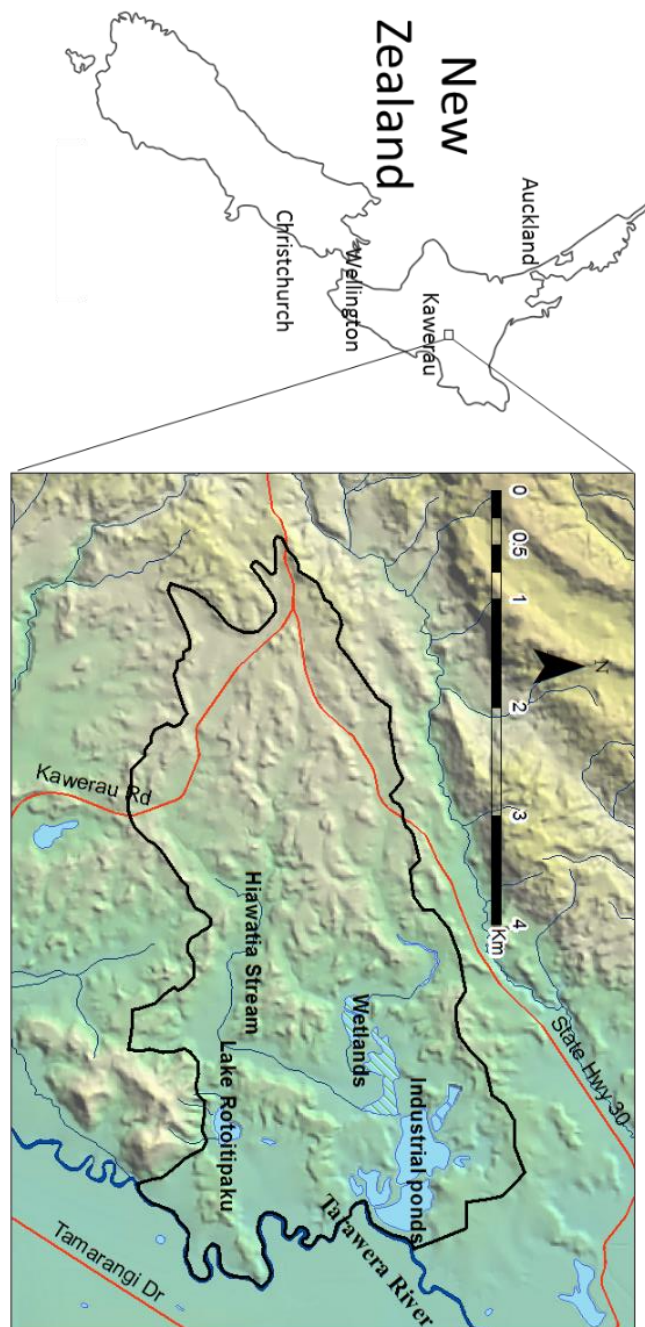 New
Zealand
Auckland
Kawerau
Wellington
Christchurch
0
0.5
1
2
3
4
Km
N
State Hwy 30
Kawerau Rd
Hiawatia Stream
Wetlands
Industrial ponds
Lake Rotoitipaku
Tarawera River
Tamarangi Dr